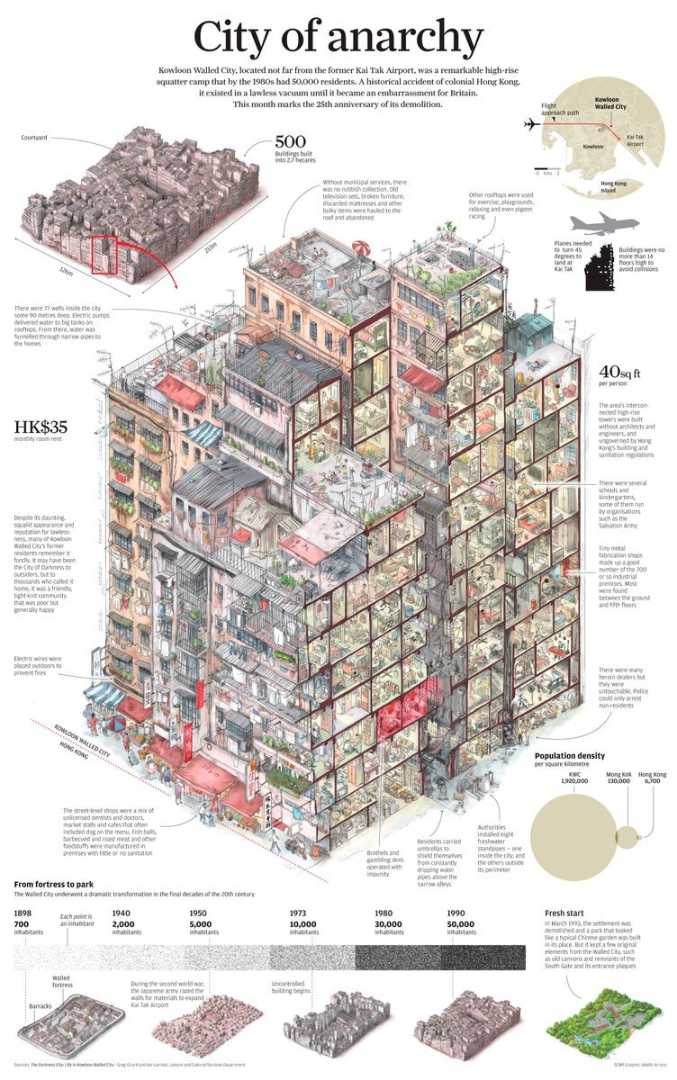 City of anarchy
Kowloon Walled City, located not far from the former Kai Tak Airport, was a remarkable high-rise
squatter camp that by the 1980s had 50,000 residents. A historical accident of colonial Hong Kong,
it existed in a lawless vacuum until it became an embarrassment for Britain.
This month marks the 25th anniversary of its demolition.
Flight
approach path
Kowloon
Walled City
Kai Tak
Airport
Kowloon
Hong Kong
Island
0 kms 2
Courtyard
500
Buildings built
into 2.7 hectares
120m
213m
Without municipal services, there
was no rubbish collection. Old
television sets, broken furniture,
discarded mattresses and other
bulky items were hauled to the
roof and abandoned
Other rooftops were used
for exercise, playgrounds,
relaxing and even pigeon
racing
Planes needed
to turn 45
degrees to
land at
Kai Tak
Buildings were no
more than 14
floors high to
avoid collisions
There were 77 wells inside the city
some 90 metres deep. Electric pumps
delivered water to big tanks on
rooftops. From there, water was
funnelled through narrow pipes to
the homes
40sq ft
per person
HK$35
monthly room rent
The area's intercon-
nected high-rise
towers were built
without architects and
engineers, and
ungoverned by Hong
Kong's building and
sanitation regulations
There were several
schools and
kindergartens,
some of them run
by organisations
such as the
Salvation Army
Despite its daunting,
squalid appearance and
reputation for lawless-
ness, many of Kowloon
Walled City's former
residents remember it
fondly. It may have been
the City of Darkness to
outsiders, but to
thousands who called it
home, it was a friendly,
tight-knit community
that was poor but
generally happy
Tiny metal
fabrication shops
made up a good
number of the 700
or so industrial
premises. Most
were found
between the ground
and fifth floors
Electric wires were
placed outdoors to
prevent fires
There were many
heroin dealers but
they were
untouchable. Police
could only arrest
non-residents
KOWLOON WALLED CITY
HONG KONG
Population density
per square kilometre
KWC
1,920,000
Mong Kok
130,000
Hong Kong
6,700
The street-level shops were a mix of
unlicensed dentists and doctors,
market stalls and cafes that often
included dog on the menu. Fish balls,
barbecued and roast meat and other
foodstuffs were manufactured in
premises with little or no sanitation
Brothels and
gambling dens
operated with
impunity
Residents carried
umbrellas to
shield themselves
from constantly
dripping water
pipes above the
narrow alleys
Authorities
installed eight
freshwater
standpipes – one
inside the city, and
the others outside
its perimeter
From fortress to park
The Walled City underwent a dramatic transformation in the final decades of the 20th century
1898
700
inhabitants
Each point is
an inhabitant
1940
2,000
inhabitants
1950
5,000
inhabitants
1973
10,000
inhabitants
1980
30,000
inhabitants
1990
50,000
inhabitants
Fresh start
In March 1993, the settlement was
demolished and a park that looked
like a typical Chinese garden was built
in its place. But it kept a few original
elements from the Walled City, such
as old cannons and remnants of the
South Gate and its entrance plaques
Walled
fortress
Barracks
During the second world war,
the Japanese army razed the
walls for materials to expand
Kai Tak Airport
Uncontrolled
building begins